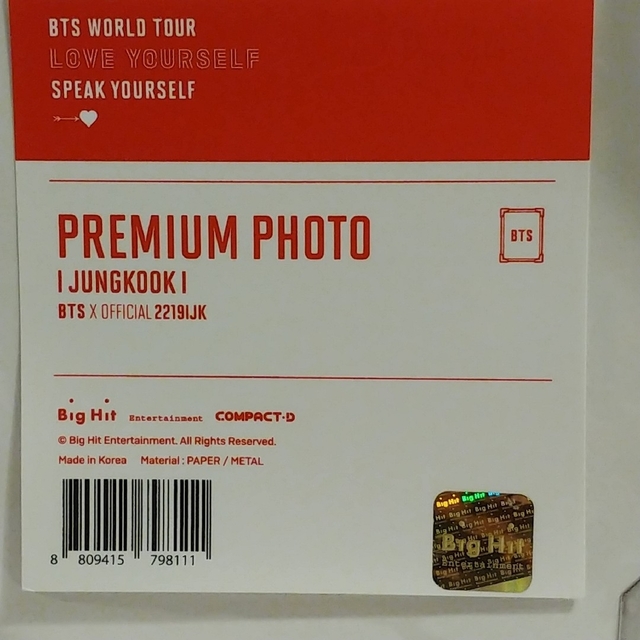 BTS WORLD TOUR
LOVE YOURSELF
SPEAK YOURSELF
PREMIUM PHOTO
| JUNGKOOK |
BTS X OFFICIAL 2219IJK
BTS
Big Hit Entertainment COMPACT·D
© Big Hit Entertainment. All Rights Reserved.
Made in Korea Material : PAPER / METAL
8 809415 798111
Big Hit
Entertainment